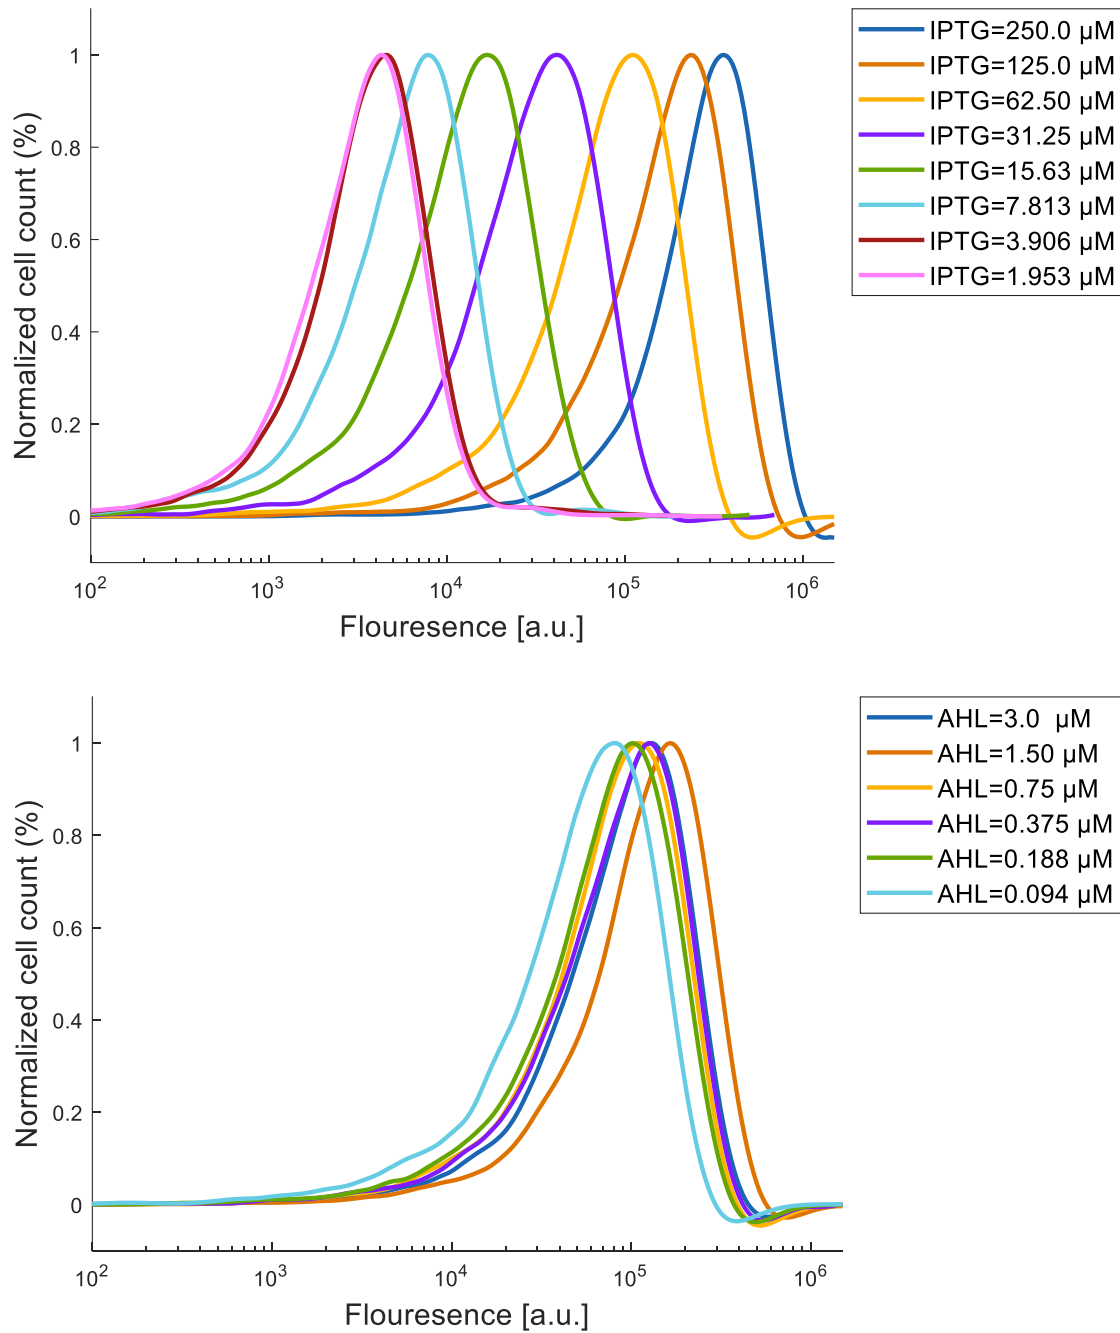 Normalized cell count (%)
1
0.8
0.6
0.4
0.2
0
10^2
10^3
10^4
10^5
10^6
Flouresence [a.u.]
IPTG=250.0 µM
IPTG=125.0 µM
IPTG=62.50 µM
IPTG=31.25 µM
IPTG=15.63 µM
IPTG=7.813 µM
IPTG=3.906 µM
IPTG=1.953 µM
Normalized cell count (%)
1
0.8
0.6
0.4
0.2
0
10^2
10^3
10^4
10^5
10^6
Flouresence [a.u.]
AHL=3.0 µM
AHL=1.50 µM
AHL=0.75 µM
AHL=0.375 µM
AHL=0.188 µM
AHL=0.094 µM